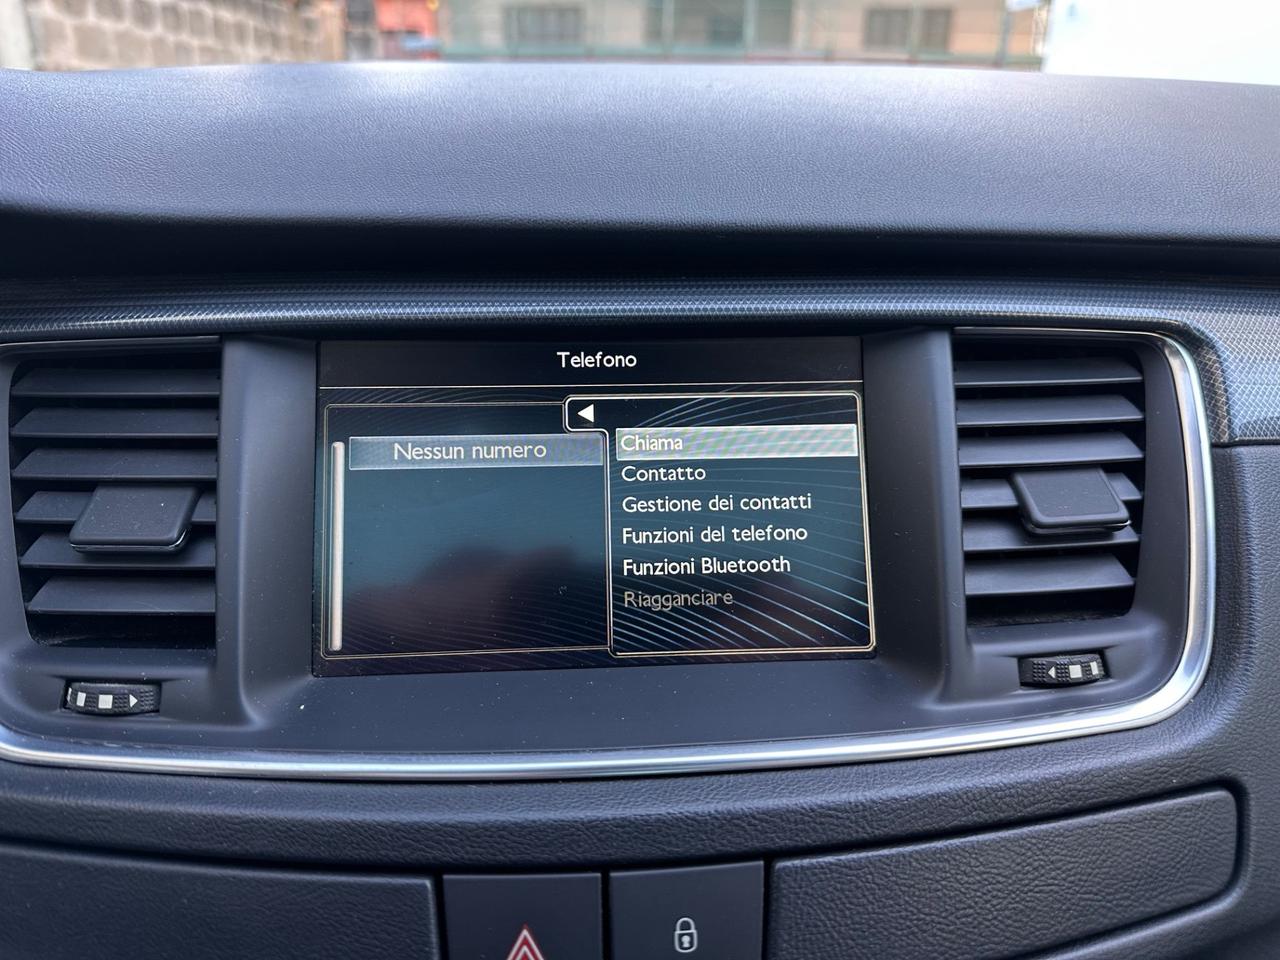 Telefono
Nessun numero
Chiama
Contatto
Gestione dei contatti
Funzioni del telefono
Funzioni Bluetooth
Riagganciare